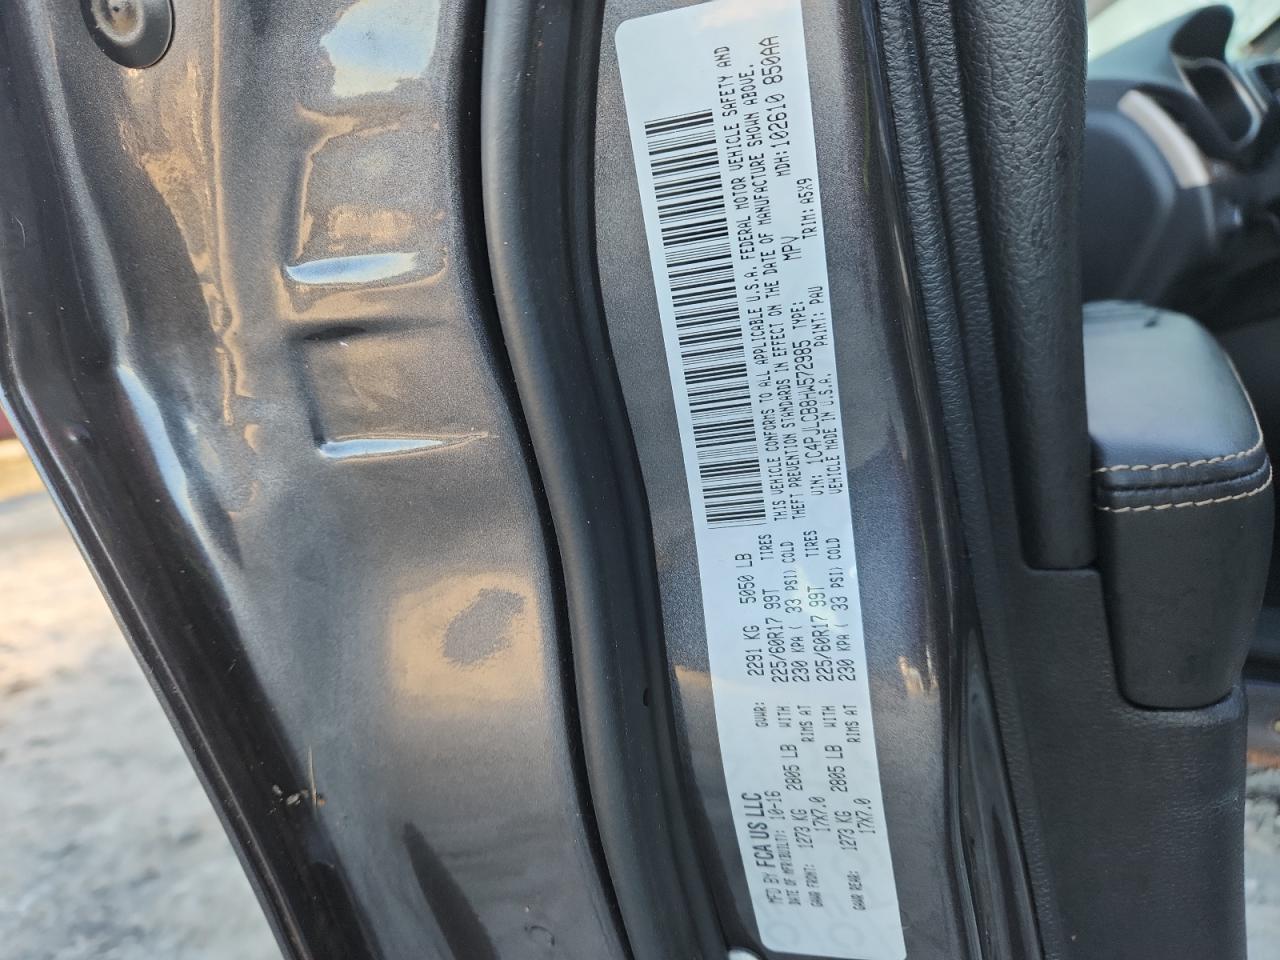 MFD BY FCA US LLC
DATE OF MFR(BUILT): 10-16 GVWR: 2291 KG 5050 LB
GAWR FRONT: 1273 KG 2805 LB WITH 225/60R17 99T TIRES
17X7.0 RIMS AT 230 KPA ( 33 PSI) COLD
GAWR REAR: 1273 KG 2805 LB WITH 225/60R17 99T TIRES
17X7.0 RIMS AT 230 KPA ( 33 PSI) COLD
THIS VEHICLE CONFORMS TO ALL APPLICABLE U.S.A. FEDERAL MOTOR VEHICLE SAFETY AND
THEFT PREVENTION STANDARDS IN EFFECT ON THE DATE OF MANUFACTURE SHOWN ABOVE.
VIN: 1C4PJLCB8HW572985 TYPE: MPV MDH:102610 850AA
VEHICLE MADE IN U.S.A. PAINT: PAU TRIM: A5X9